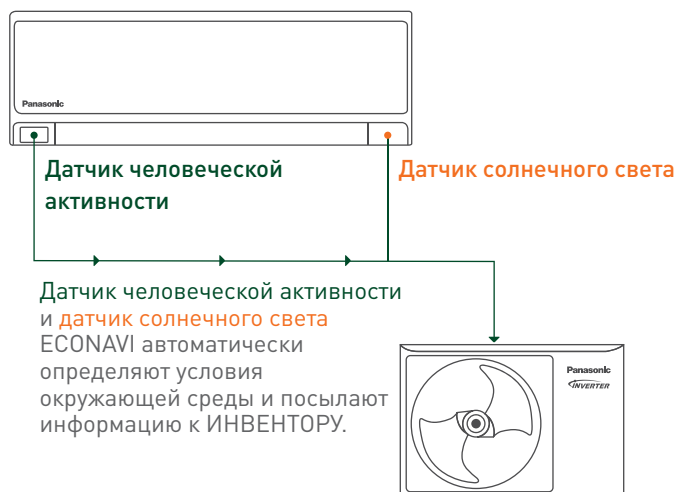 Panasonic
Датчик человеческой
активности
Датчик солнечного света
Датчик человеческой активности
и датчик солнечного света
ECONAVI автоматически
определяют условия
окружающей среды и посылают
информацию к ИНВЕНТОРУ.
Panasonic
INVERTER